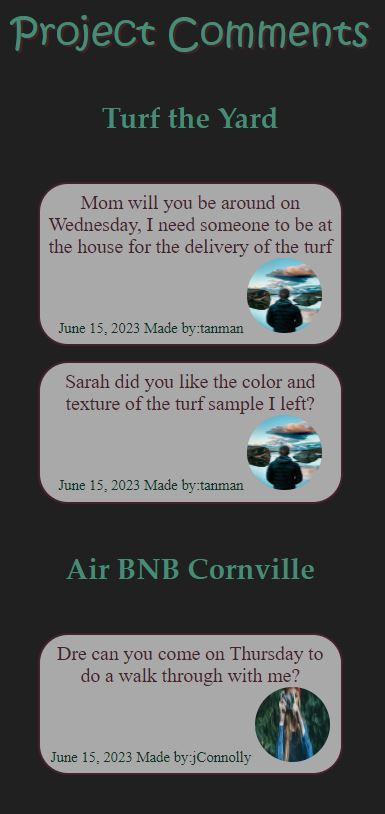 Project Comments
Turf the Yard
Mom will you be around on
Wednesday, I need someone to be at
the house for the delivery of the turf
June 15, 2023 Made by:tanman
Sarah did you like the color and
texture of the turf sample I left?
June 15, 2023 Made by:tanman
Air BNB Cornville
Dre can you come on Thursday to
do a walk through with me?
June 15, 2023 Made by:jConnolly